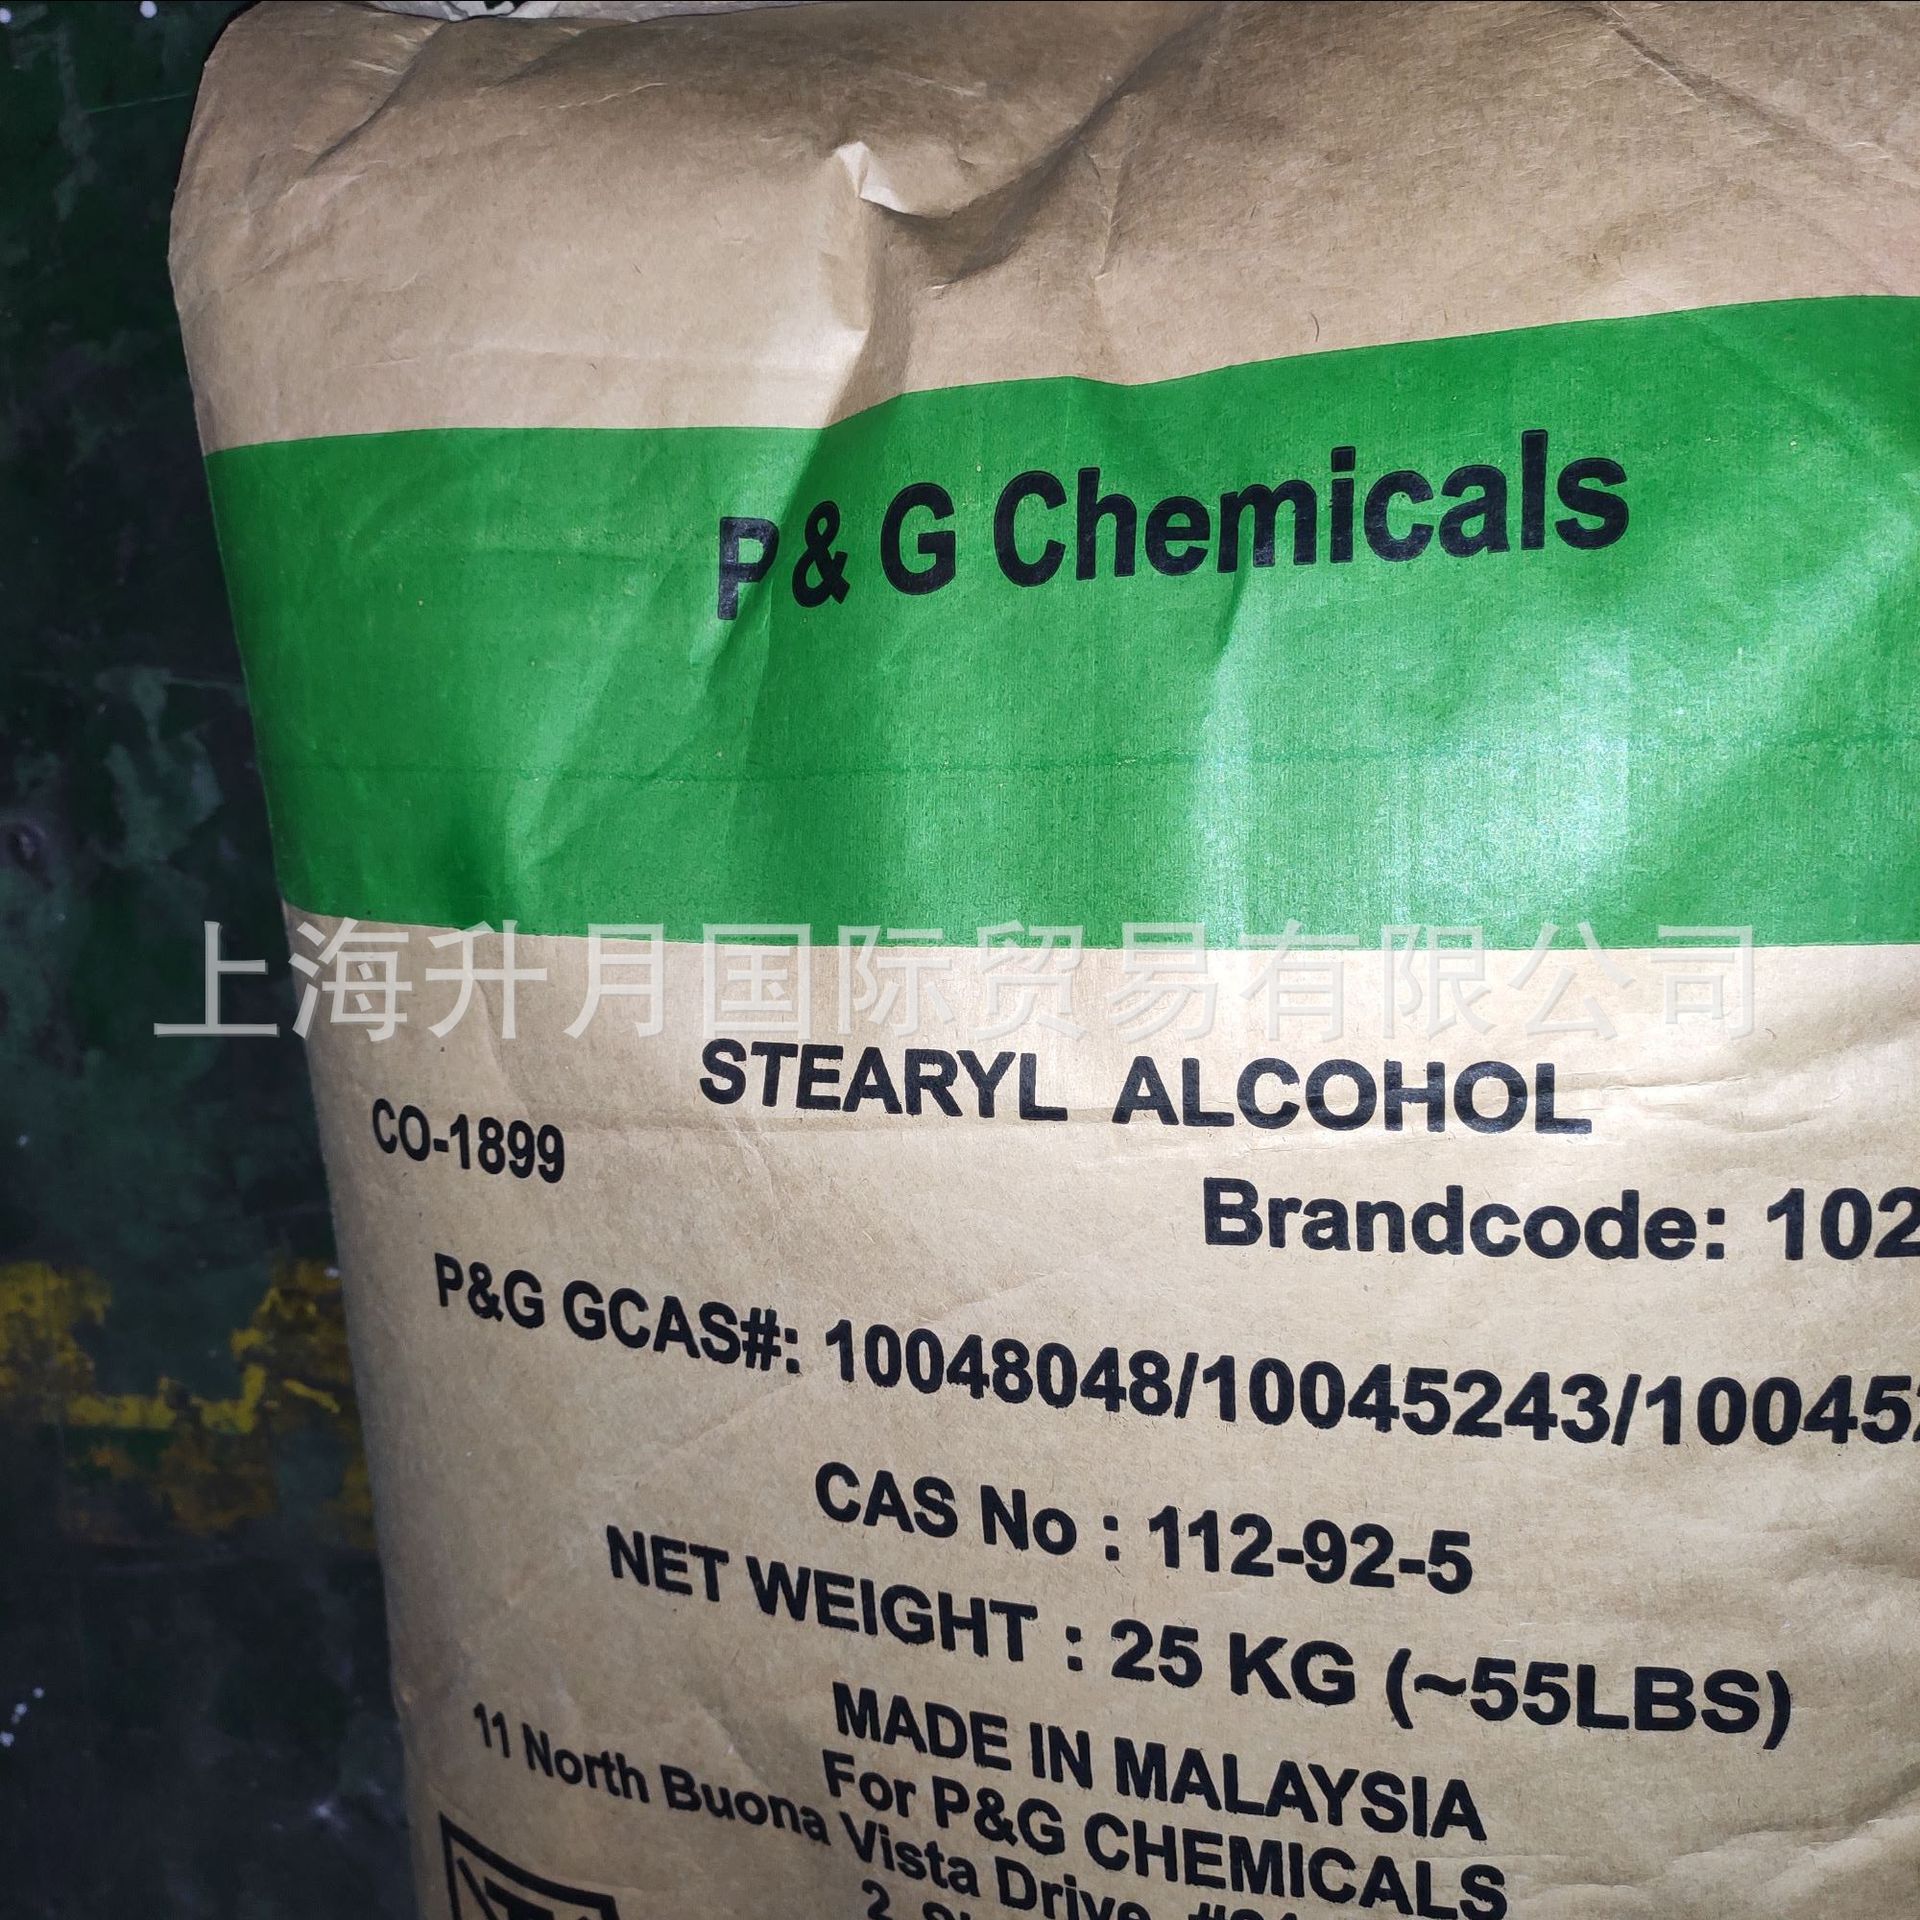 P & G Chemicals
上海升月国际贸易有限公司
STEARYL ALCOHOL
CO-1899
Brandcode: 102
P&G GCAS#: 10048048/10045243/10045
CAS No : 112-92-5
NET WEIGHT : 25 KG (~55LBS)
MADE IN MALAYSIA
For P&G CHEMICALS
11 North Buona Vista Drive
2